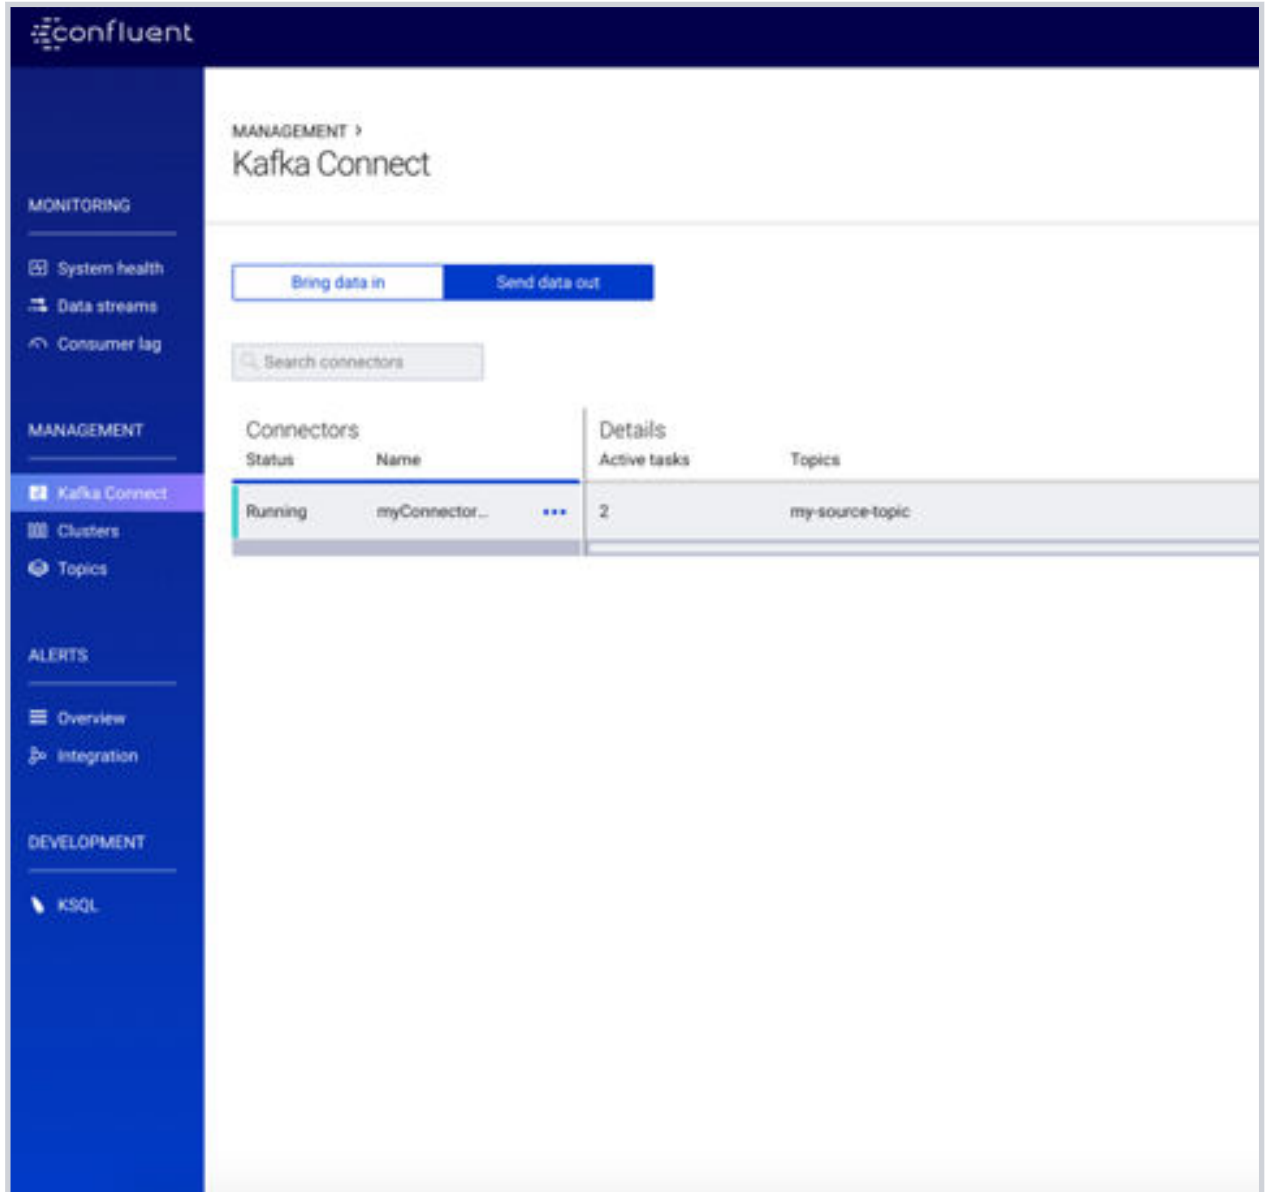 confluent
MONITORING
System health
Data streams
Consumer lag
MANAGEMENT
Kafka Connect
Clusters
Topics
ALERTS
Overview
Integration
DEVELOPMENT
KSQL
MANAGEMENT >
Kafka Connect
Bring data in Send data out
Search connectors
Connectors Details
Status Name Active tasks Topics
Running myConnector... ••• 2 my-source-topic